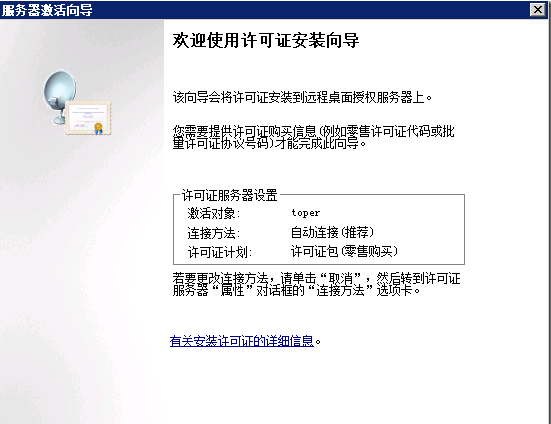 服务器激活向导
欢迎使用许可证安装向导
该向导会将许可证安装到远程桌面授权服务器上。
您需要提供许可证购买信息(例如零售许可证代码或批
量许可证协议号码)才能完成此向导。
许可证服务器设置
激活对象: toper
连接方法: 自动连接(推荐)
许可证计划: 许可证包(零售购买)
若要更改连接方法，请单击“取消”，然后转到许可证
服务器“属性”对话框的“连接方法”选项卡。
有关安装许可证的详细信息。